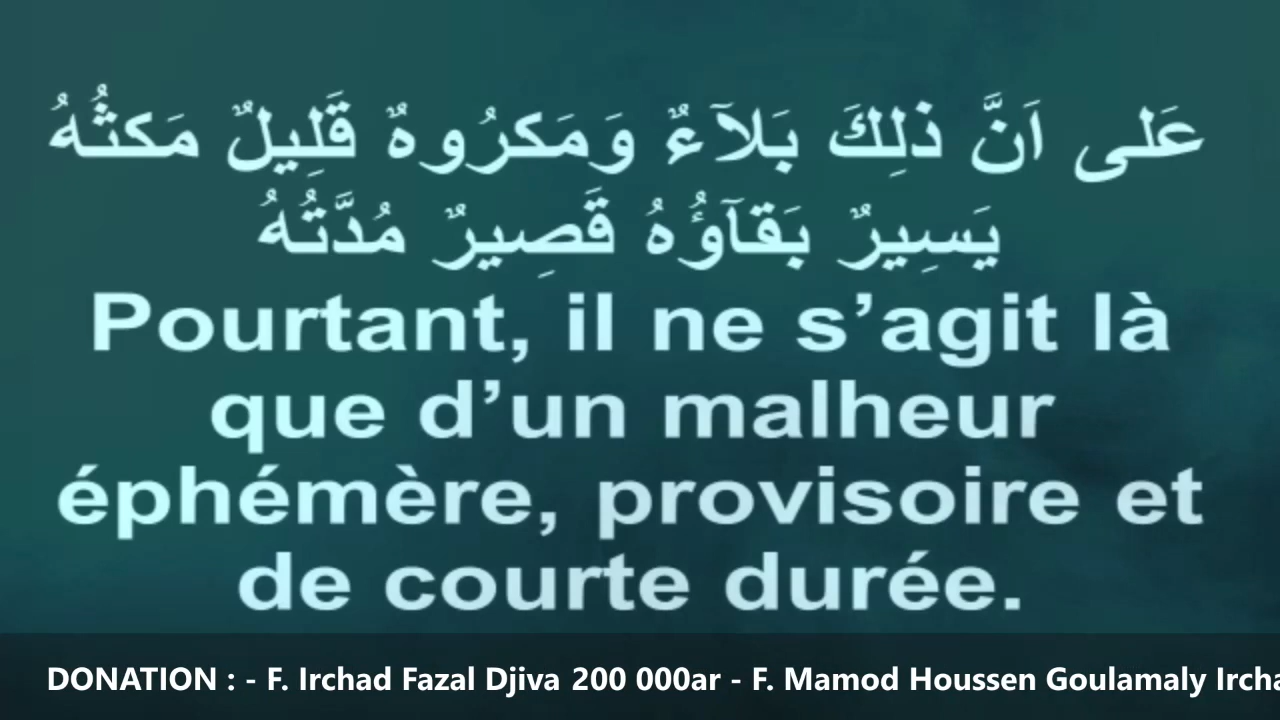 عَلى اَنَّ ذلِكَ بَلآءٌ وَمَكرُوهٌ قَلِيلٌ مَكثُهُ
يَسِيرٌ بَقآؤُهُ قَصِيرٌ مُدَّتُهُ
Pourtant, il ne s’agit là
que d’un malheur
éphémère, provisoire et
de courte durée.
DONATION : - F. Irchad Fazal Djiva 200 000ar - F. Mamod Houssen Goulamaly